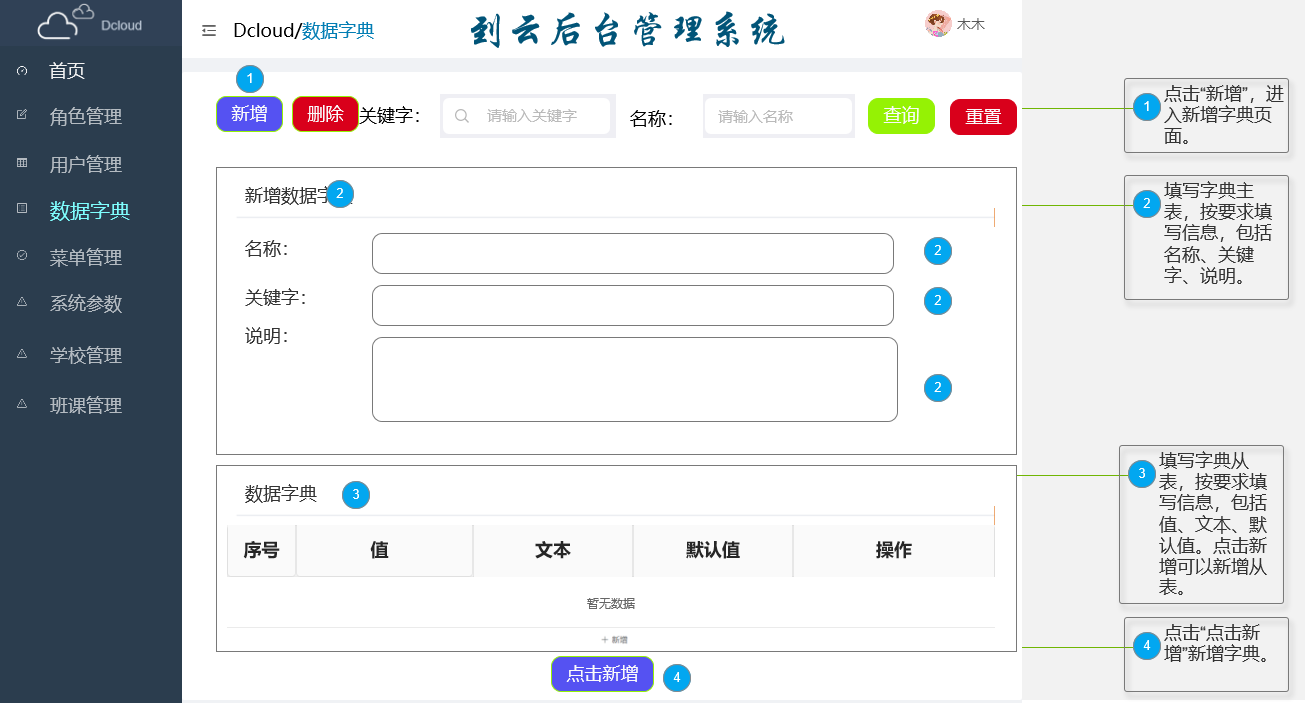 Dcloud
首页
角色管理
用户管理
数据字典
菜单管理
系统参数
学校管理
班课管理
Dcloud/数据字典
到云后台管理系统
木木
1
新增
删除
关键字：
请输入关键字
名称：
请输入名称
查询
重置
新增数据字
2
名称：
2
关键字：
2
说明：
2
数据字典
3
序号 值 文本 默认值 操作
暂无数据
+ 新增
点击新增
4
1
点击“新增”，进
入新增字典页
面。
2
填写字典主
表，按要求填
写信息，包括
名称、关键
字、说明。
3
填写字典从
表，按要求填
写信息，包括
值、文本、默
认值。点击新
增可以新增从
表。
4
点击“点击新
增”新增字典。